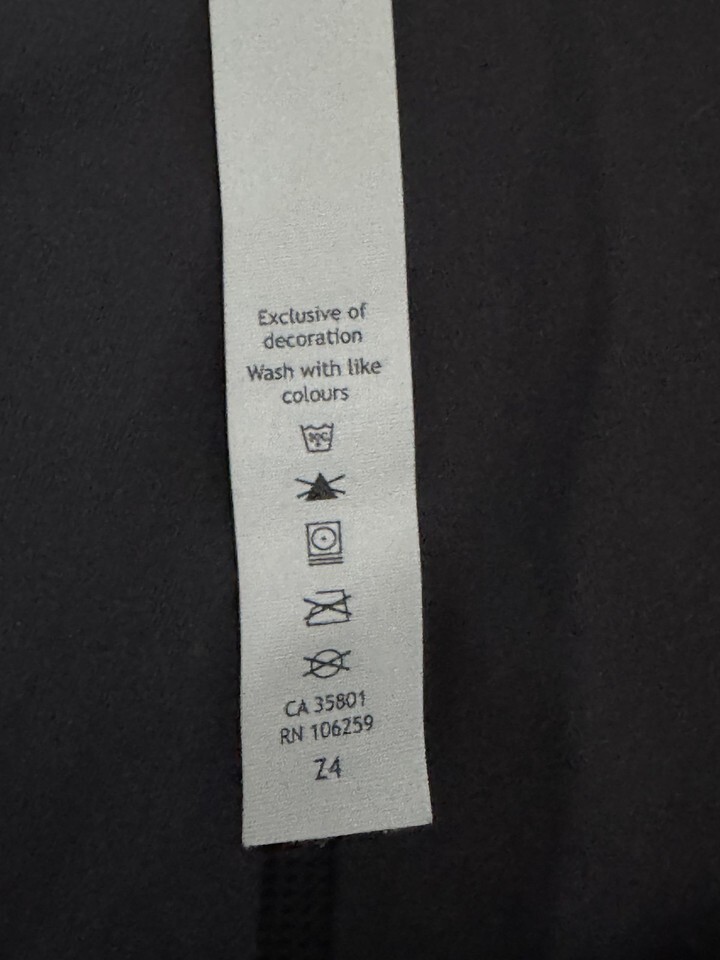 Exclusive of
decoration
Wash with like
colours
CA 35801
RN 106259
Z4